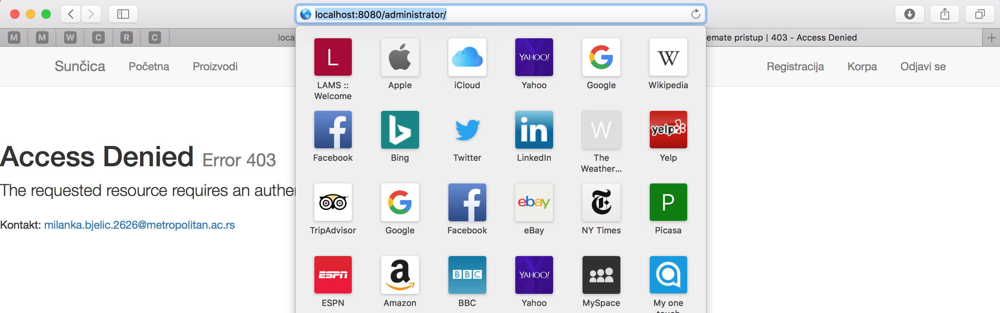 localhost:8080/administrator/
M M W C R C
loca
emate pristup | 403 - Access Denied
Sunčica Početna Proizvodi
Registracija Korpa Odjavi se
Access Denied Error 403
The requested resource requires an authe
Kontakt: milanka.bjelic.2626@metropolitan.ac.rs
L
YAHOO!
W
LAMS ::
Welcome
Apple
iCloud
Yahoo
Google
Wikipedia
f
in
W
yelp
Facebook
Bing
Twitter
LinkedIn
The
Weather...
Yelp
f
ebay
P
TripAdvisor
Google
Facebook
eBay
NY Times
Picasa
ESPN
a
BBC
YAHOO!
ESPN
Amazon
BBC
Yahoo
MySpace
My one